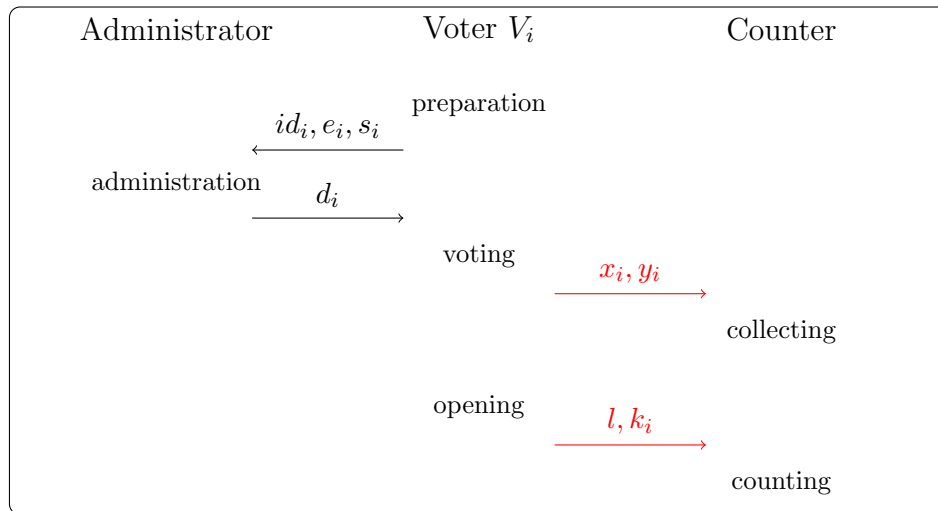 Administrator Voter $V_i$ Counter
preparation
$id_i, e_i, s_i$
administration
$d_i$
voting
$x_i, y_i$
collecting
opening
$l, k_i$
counting